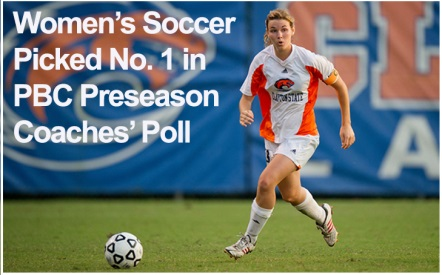 Women’s Soccer
Picked No. 1 in
PBC Preseason
Coaches’ Poll